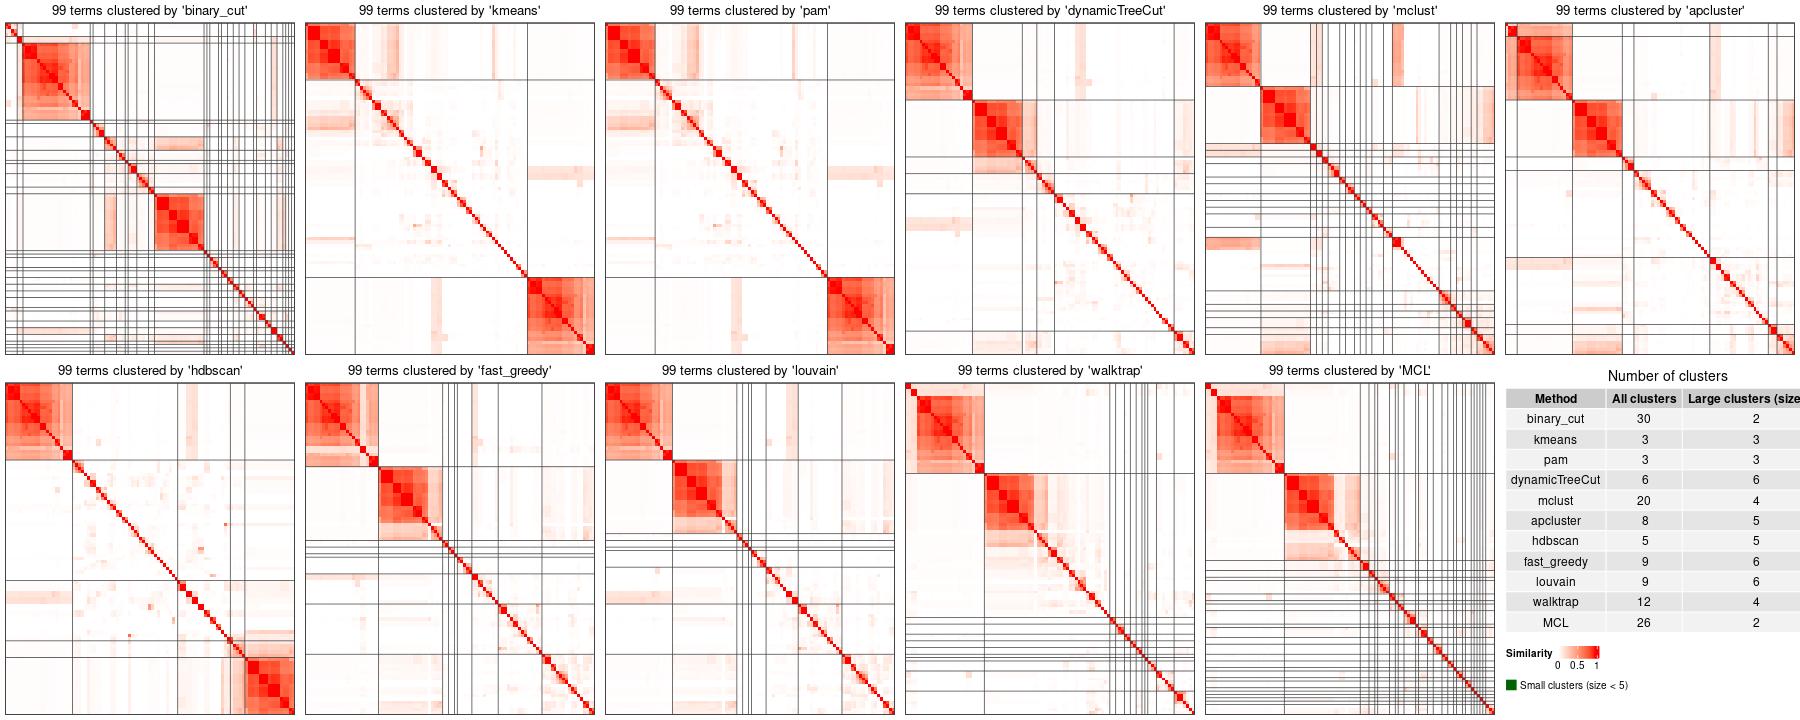 99 terms clustered by 'binary_cut'
99 terms clustered by 'kmeans'
99 terms clustered by 'pam'
99 terms clustered by 'dynamicTreeCut'
99 terms clustered by 'mclust'
99 terms clustered by 'apcluster'
99 terms clustered by 'hdbscan'
99 terms clustered by 'fast_greedy'
99 terms clustered by 'louvain'
99 terms clustered by 'walktrap'
99 terms clustered by 'MCL'
Number of clusters
Method All clusters Large clusters (size
binary_cut 30 2
kmeans 3 3
pam 3 3
dynamicTreeCut 6 6
mclust 20 4
apcluster 8 5
hdbscan 5 5
fast_greedy 9 6
louvain 9 6
walktrap 12 4
MCL 26 2
Similarity
0 0.5 1
Small clusters (size < 5)